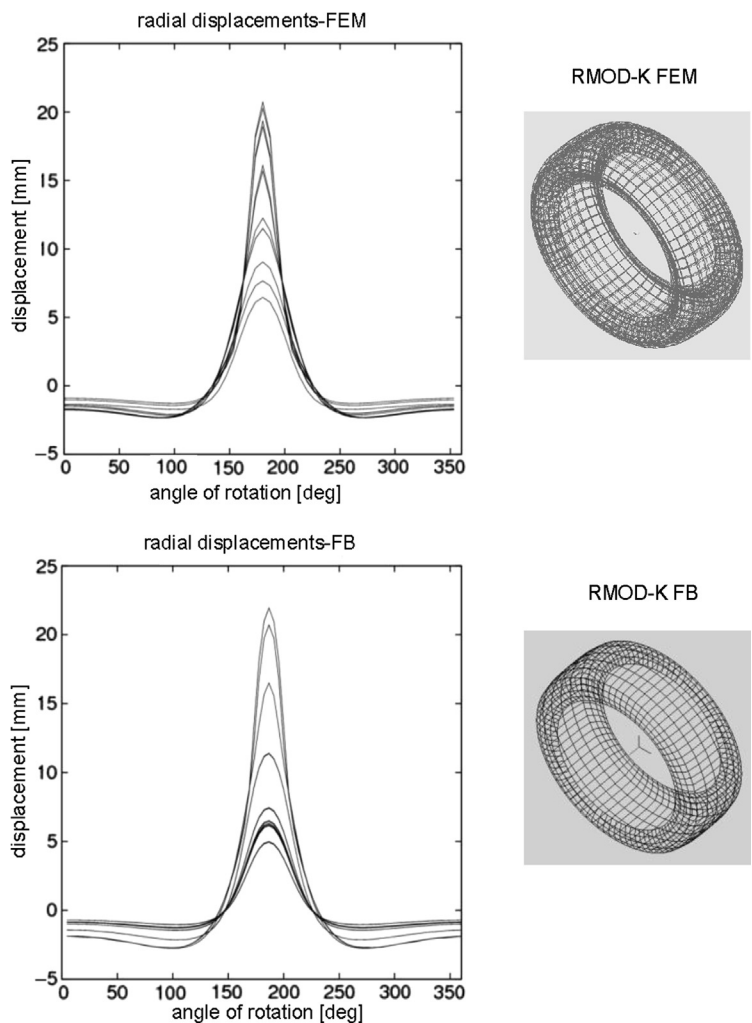 radial displacements-FEM
25
20
15
10
5
0
−5
displacement [mm]
0 50 100 150 200 250 300 350
angle of rotation [deg]
RMOD-K FEM
radial displacements-FB
25
20
15
10
5
0
−5
displacement [mm]
0 50 100 150 200 250 300 350
angle of rotation [deg]
RMOD-K FB